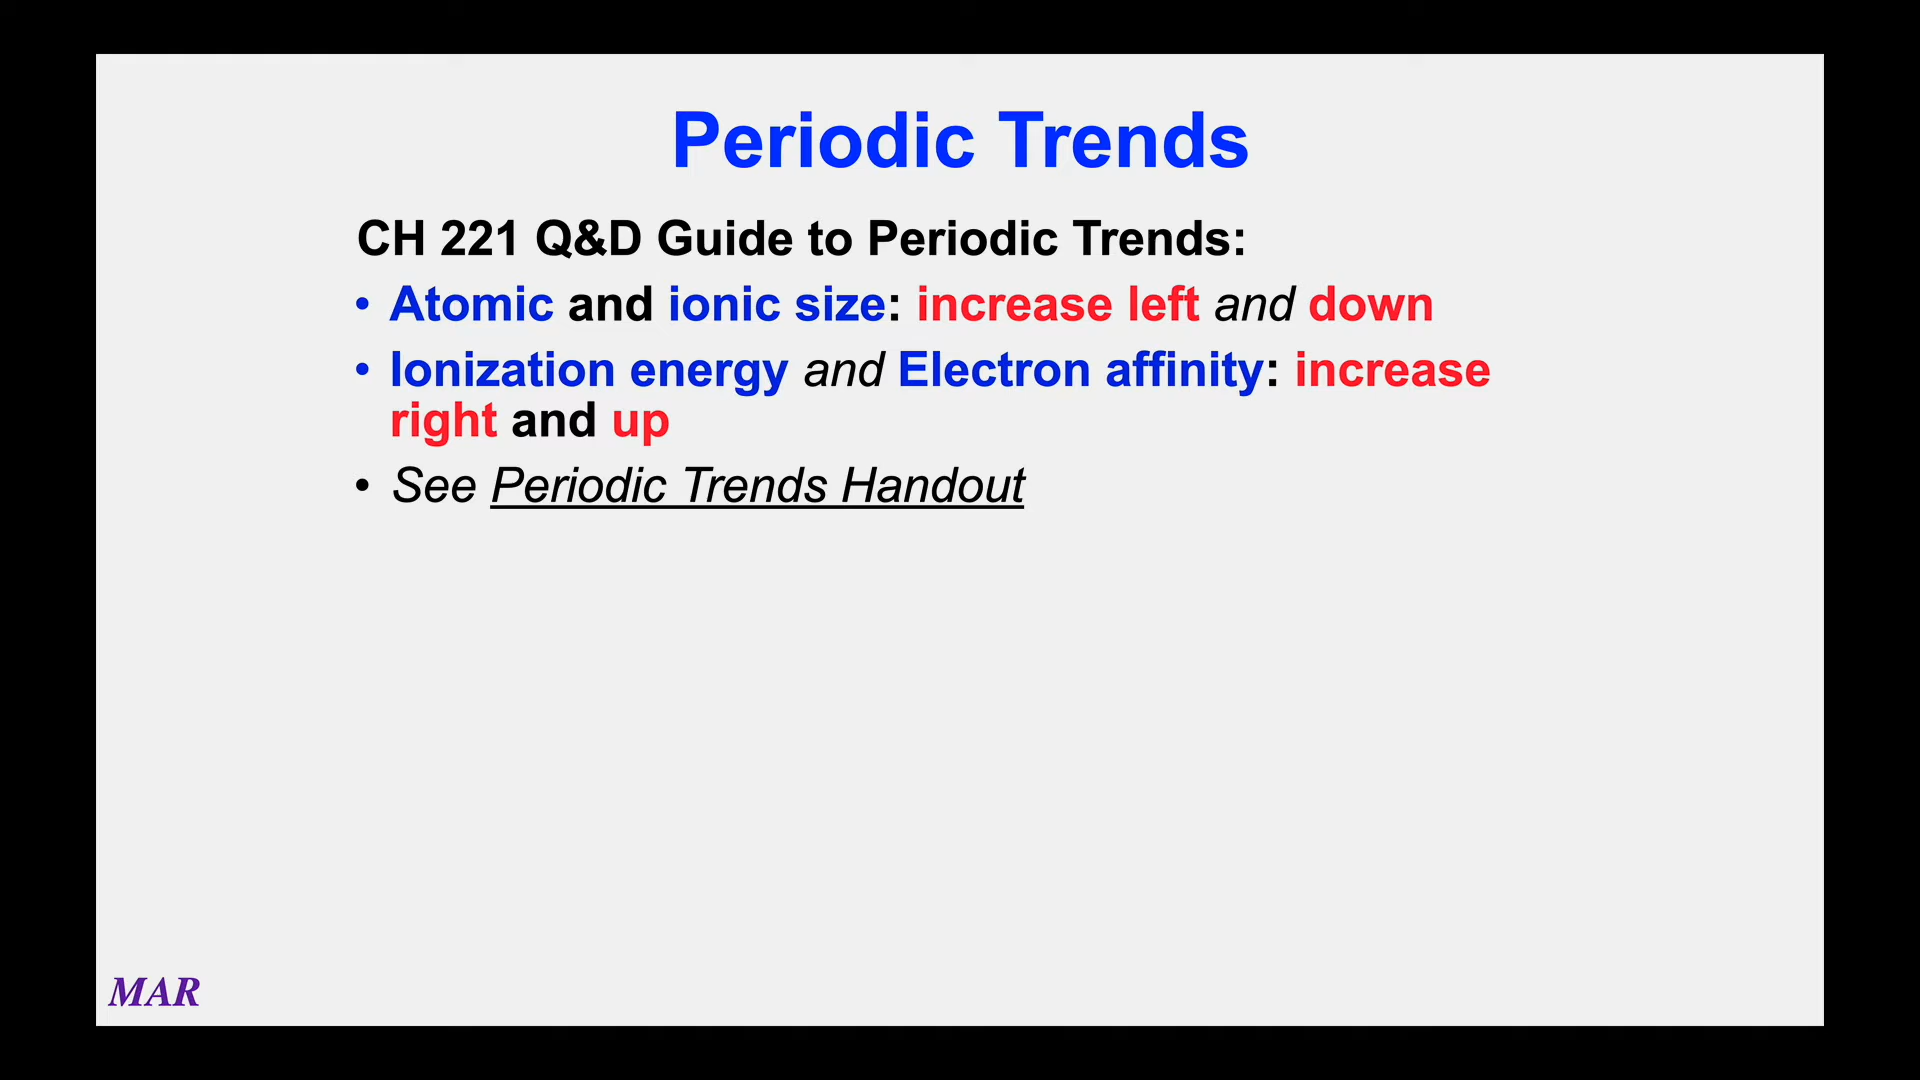 Periodic Trends
CH 221 Q&D Guide to Periodic Trends:
• Atomic and ionic size: increase left and down
• Ionization energy and Electron affinity: increase
right and up
• See Periodic Trends Handout
MAR